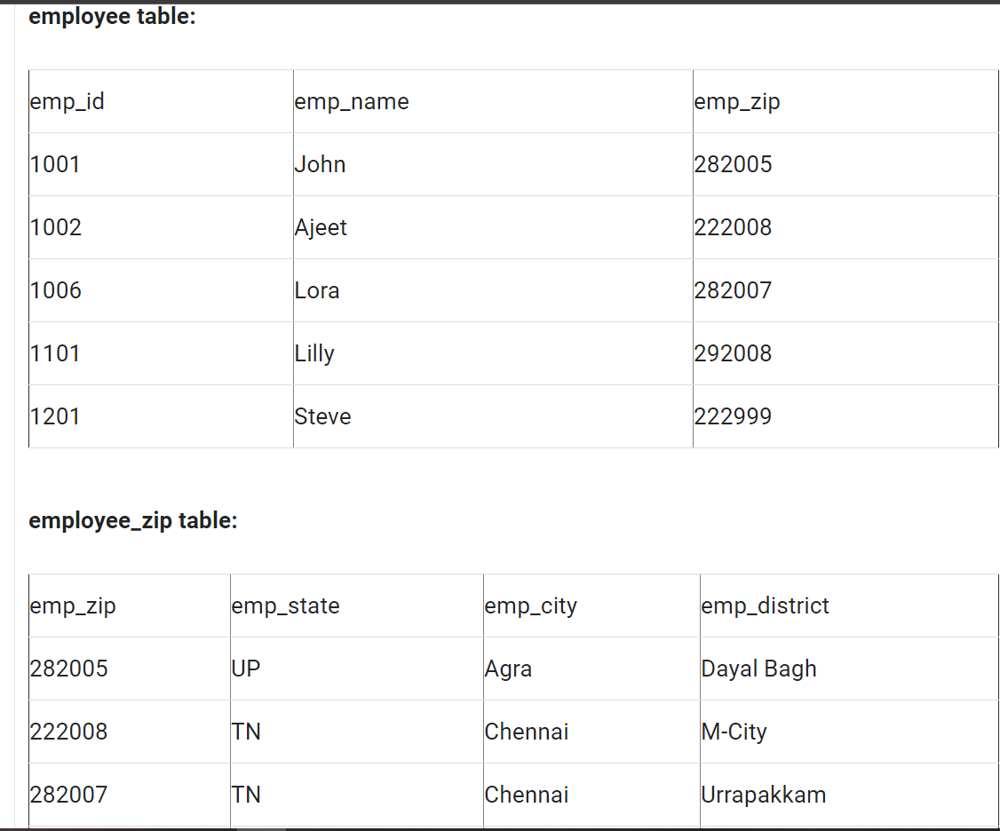 employee table:
emp_id emp_name emp_zip
1001 John 282005
1002 Ajeet 222008
1006 Lora 282007
1101 Lilly 292008
1201 Steve 222999
employee_zip table:
emp_zip emp_state emp_city emp_district
282005 UP Agra Dayal Bagh
222008 TN Chennai M-City
282007 TN Chennai Urrapakkam